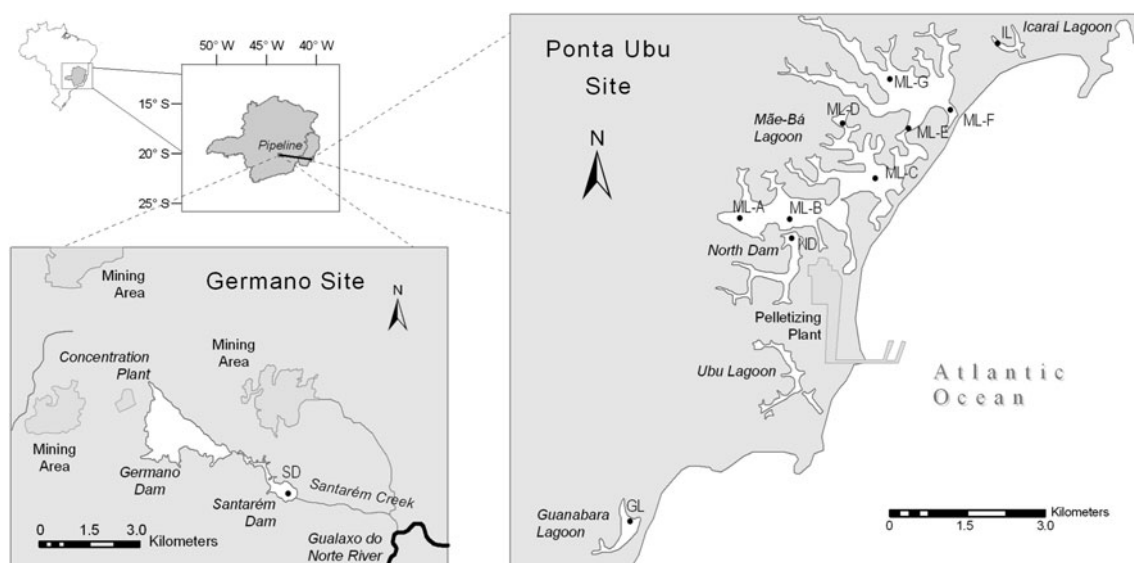 50° W 45° W 40° W
15° S
20° S
25° S
Pipeline
Germano Site
N
Mining
Area
Concentration
Plant
Mining
Area
Mining
Area
Germano
Dam
SD
Santarém
Dam
Santarém Creek
Gualaxo do
Norte River
0 1.5 3.0
Kilometers
Ponta Ubu
Site
N
IL
Icaraí Lagoon
ML-G
ML-D
ML-F
ML-E
Mãe-Bá
Lagoon
ML-C
ML-A
ML-B
North Dam
ND
Pelletizing
Plant
Ubu Lagoon
Atlantic
Ocean
GL
Guanabara
Lagoon
0 1.5 3.0
Kilometers